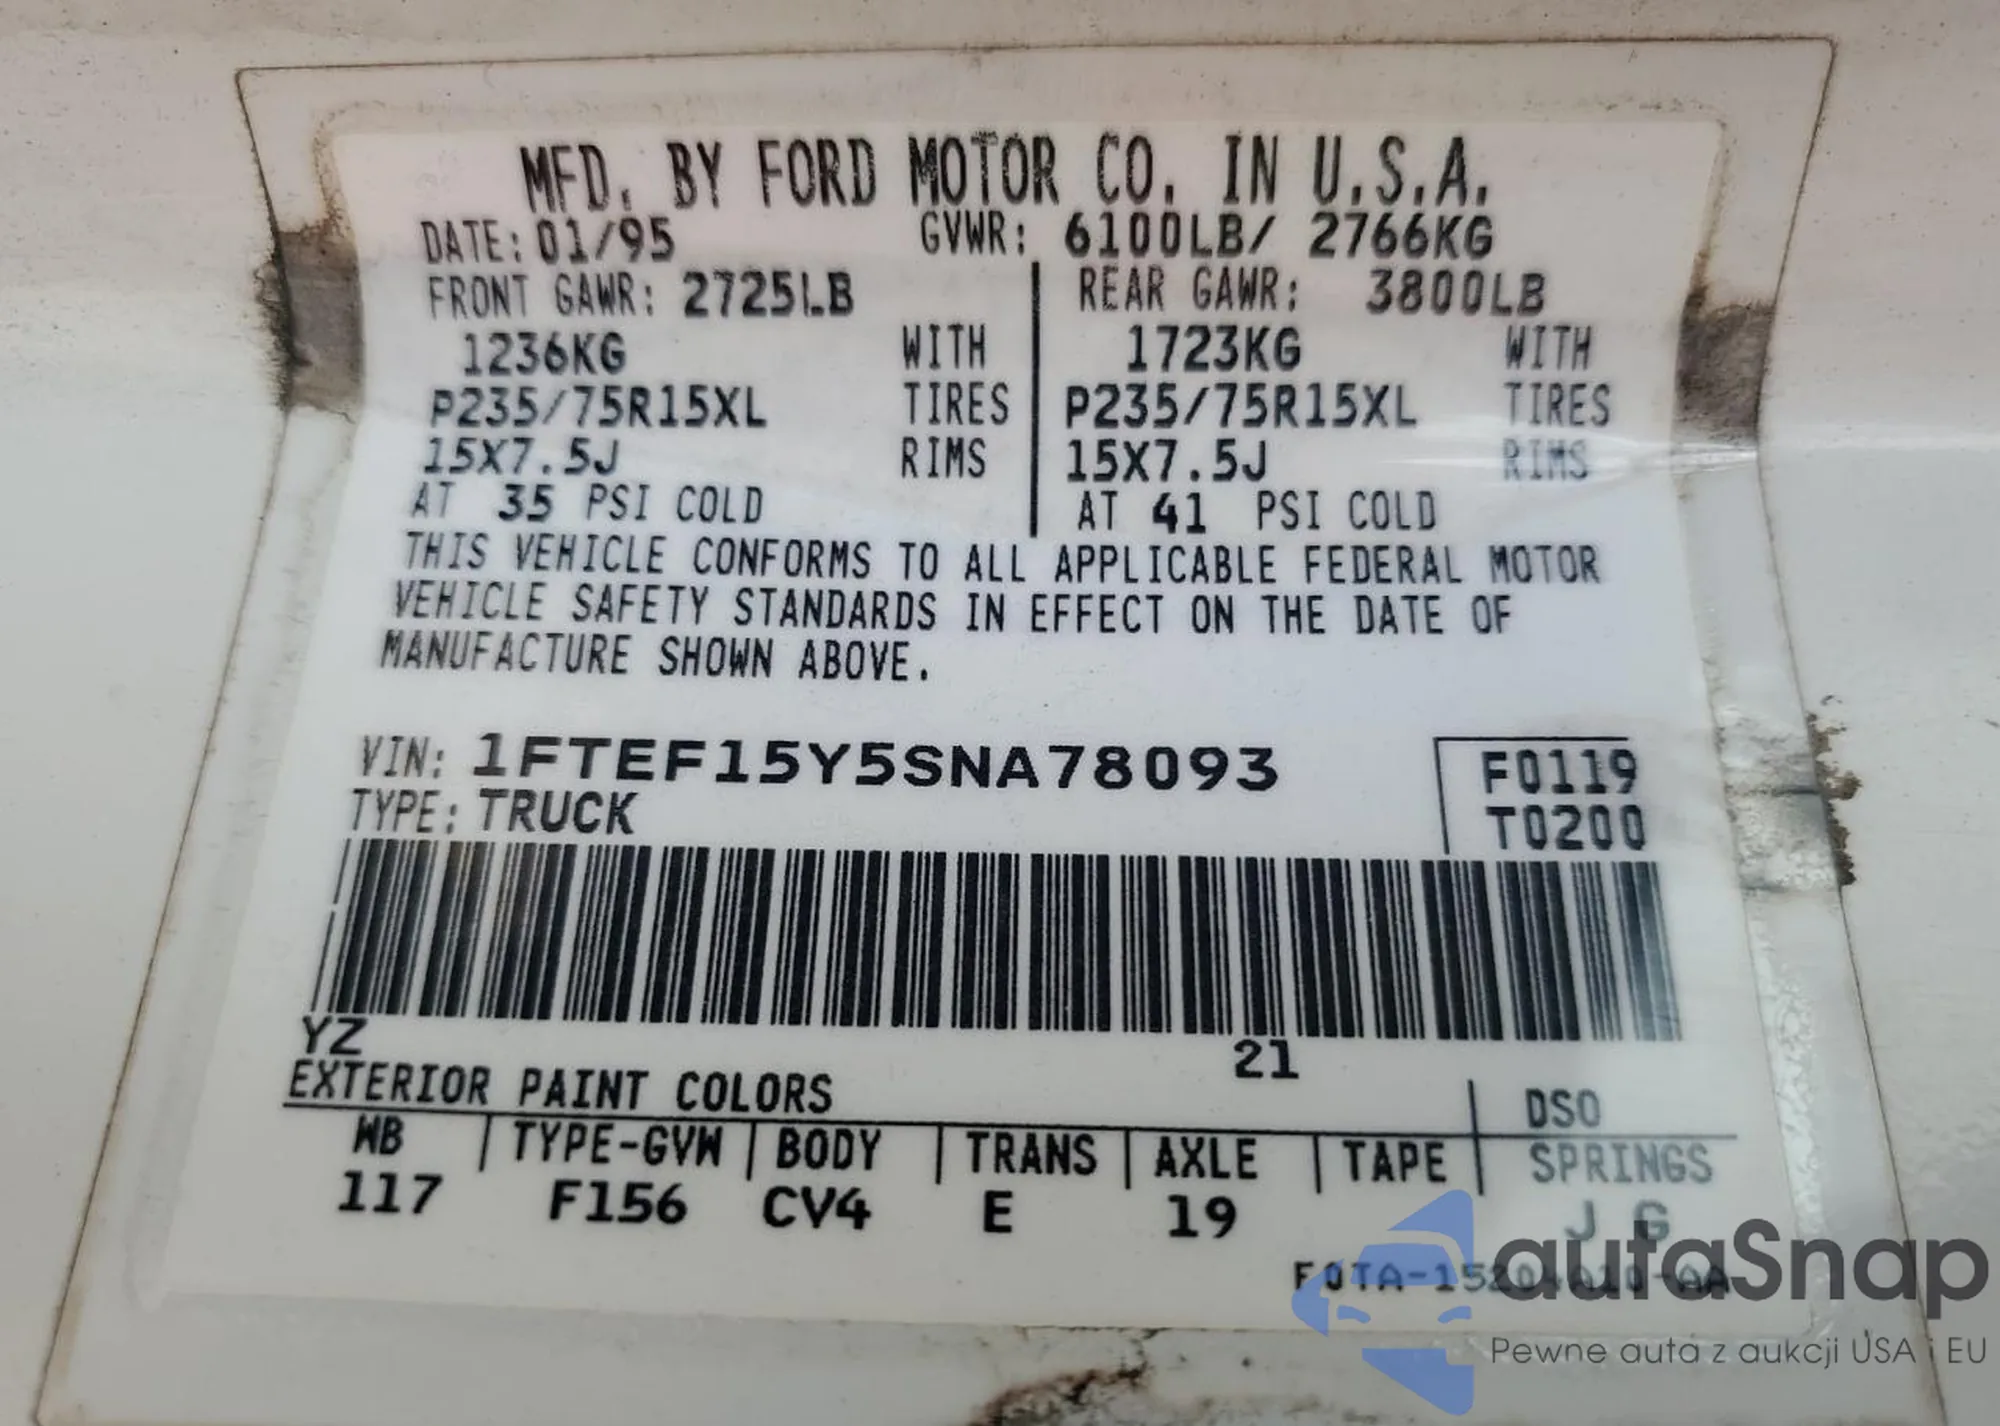 MFD. BY FORD MOTOR CO. IN U.S.A.
DATE: 01/95 GVWR: 6100LB/ 2766KG
FRONT GAWR: 2725LB REAR GAWR: 3800LB
1236KG WITH 1723KG WITH
P235/75R15XL TIRES P235/75R15XL TIRES
15X7.5J RIMS 15X7.5J RIMS
AT 35 PSI COLD AT 41 PSI COLD
THIS VEHICLE CONFORMS TO ALL APPLICABLE FEDERAL MOTOR
VEHICLE SAFETY STANDARDS IN EFFECT ON THE DATE OF
MANUFACTURE SHOWN ABOVE.
VIN: 1FTEF15Y5SNA78093 F0119
TYPE: TRUCK T0200
YZ 21
EXTERIOR PAINT COLORS DSO
WB TYPE-GVW BODY TRANS AXLE TAPE SPRINGS
117 F156 CV4 E 19 J G
autaSnap
Pewne auta z aukcji USA i EU